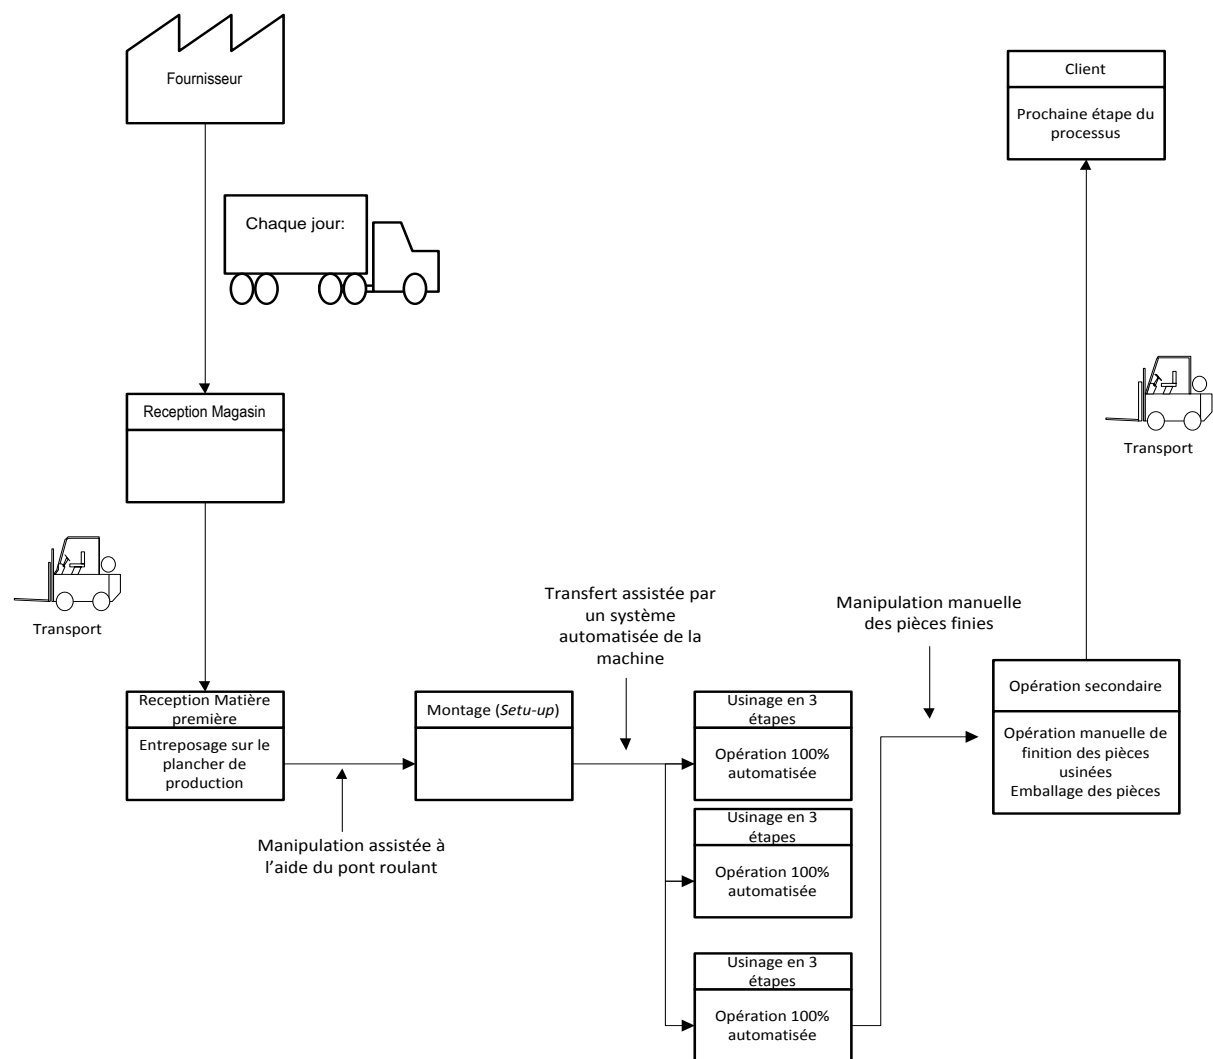 Fournisseur
Client
Prochaine étape du
processus
Chaque jour:
Reception Magasin
Transport
Transport
Transfert assistée par
un système
automatisée de la
machine
Manipulation manuelle
des pièces finies
Reception Matière
première
Entreposage sur le
plancher de
production
Montage (Setu-up)
Usinage en 3
étapes
Opération 100%
automatisée
Opération secondaire
Opération manuelle de
finition des pièces
usinées
Emballage des pièces
Manipulation assistée à
l’aide du pont roulant
Usinage en 3
étapes
Opération 100%
automatisée
Usinage en 3
étapes
Opération 100%
automatisée